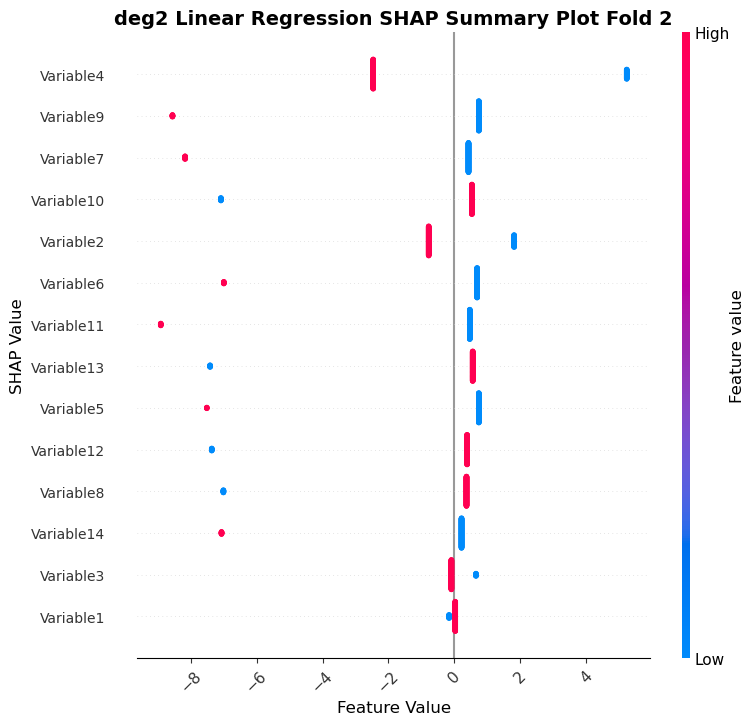 deg2 Linear Regression SHAP Summary Plot Fold 2
High
Variable4
Variable9
Variable7
Variable10
Variable2
Variable6
Variable11
Variable13
Variable5
Variable12
Variable8
Variable14
Variable3
Variable1
SHAP Value
Feature value
Low
−8
−6
−4
−2
0
2
4
Feature Value